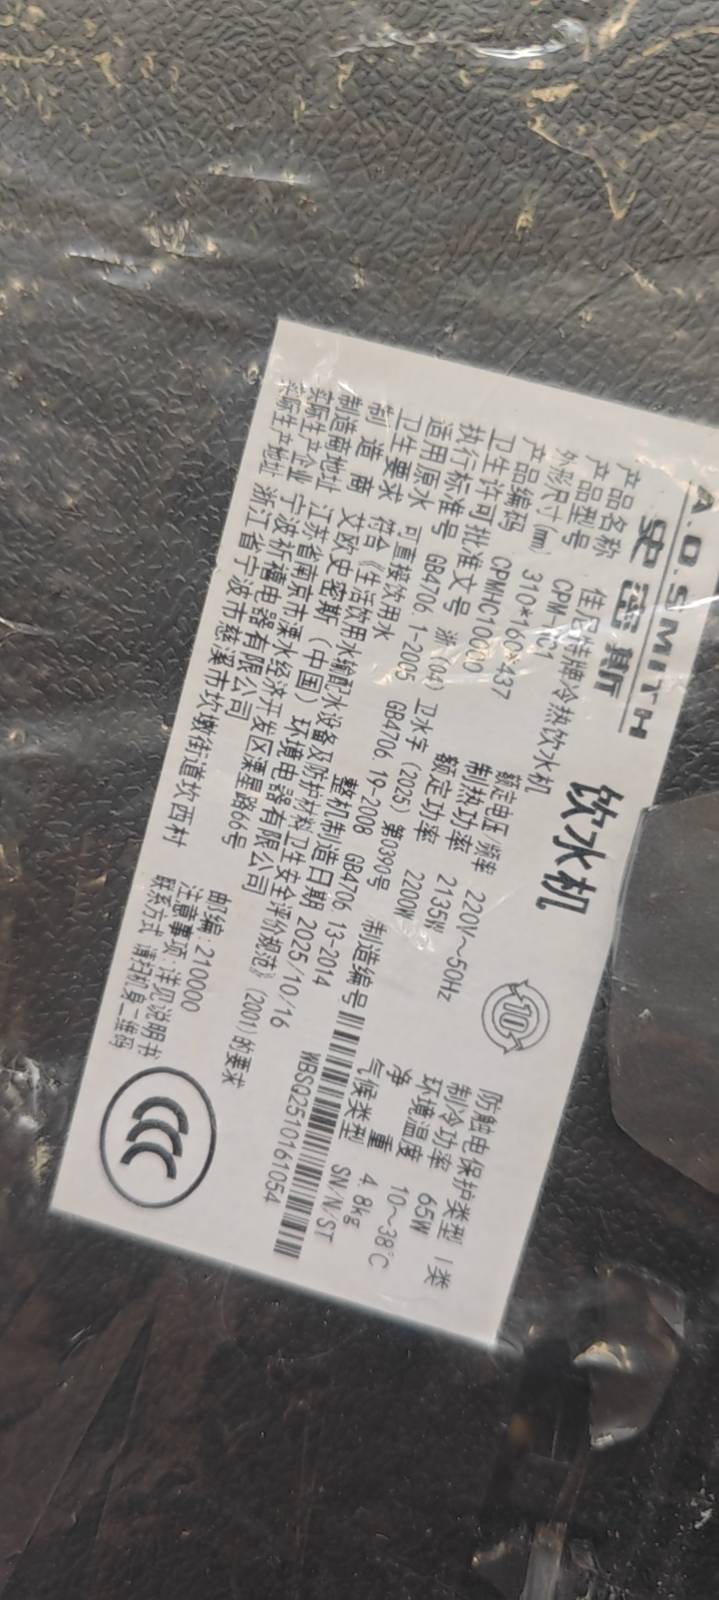 A.O.SMITH
史密斯 饮水机
产品名称 佳尼特牌冷热饮水机
产品型号 CPM-HC1 额定电压/频率 220V~50Hz 防触电保护类型 I类
外形尺寸(mm) 310*160*437 制热功率 2135W 制冷功率 65W
产品编码 CPMHC10000 额定功率 2200W 环境温度 10~38℃
卫生许可批准文号 浙(04)卫水字(2025)第0390号 净 重 4.8kg
执行标准号 GB4706.1-2005 GB4706.19-2008 GB4706.13-2014 气候类型 SN/N/ST
适用原水 可直接饮用水 整机制造日期 2025/10/16 制造编号
WBSQ2510161054
卫生要求 符合《生活饮用水输配水设备及防护材料卫生安全评价规范》(2001)的要求
制 造 商 艾欧史密斯(中国)环境电器有限公司
制造商地址 江苏省南京市溧水经济开发区溧星路66号 邮编:210000
实际生产企业 宁波祈禧电器有限公司 注意事项:详见说明书
实际生产地址 浙江省宁波市慈溪市坎墩街道坎西村 联系方式:请扫机身二维码
10
CCC